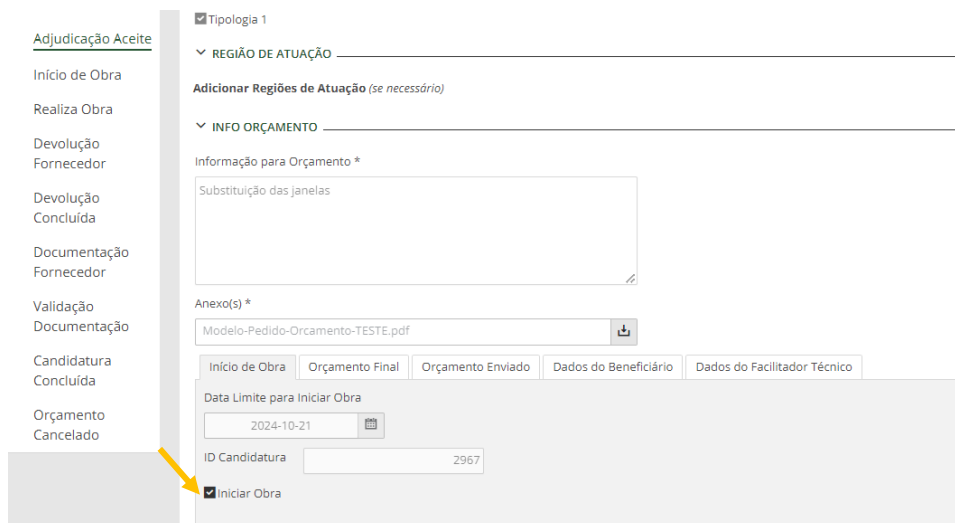 Adjudicação Aceite
Início de Obra
Realiza Obra
Devolução
Fornecedor
Devolução
Concluída
Documentação
Fornecedor
Validação
Documentação
Candidatura
Concluída
Orçamento
Cancelado
Tipologia 1
REGIÃO DE ATUAÇÃO
Adicionar Regiões de Atuação (se necessário)
INFO ORÇAMENTO
Informação para Orçamento *
Substituição das janelas
Anexo(s) *
Modelo-Pedido-Orcamento-TESTE.pdf
Início de Obra Orçamento Final Orçamento Enviado Dados do Beneficiário Dados do Facilitador Técnico
Data Limite para Iniciar Obra
2024-10-21
ID Candidatura 2967
Iniciar Obra